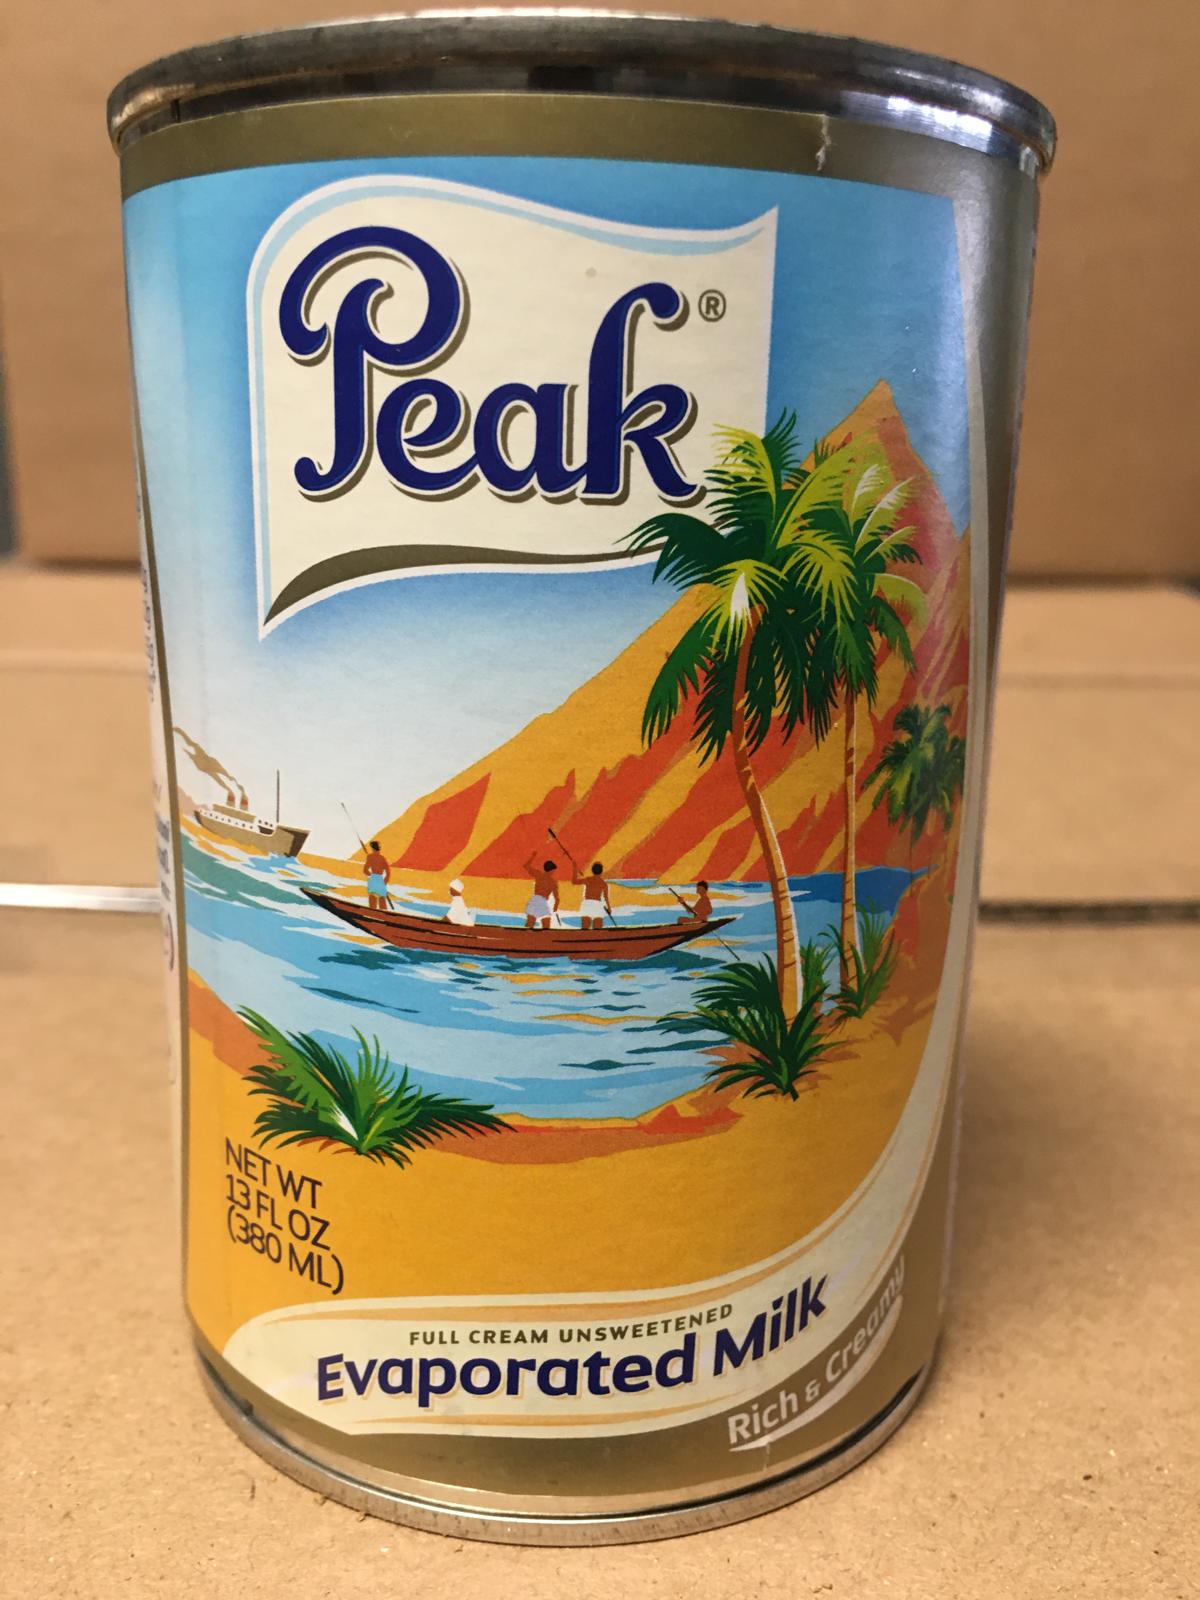 Peak®
NET WT
13 FL OZ
(380 ML)
FULL CREAM UNSWEETENED
Evaporated Milk
Rich & Creamy